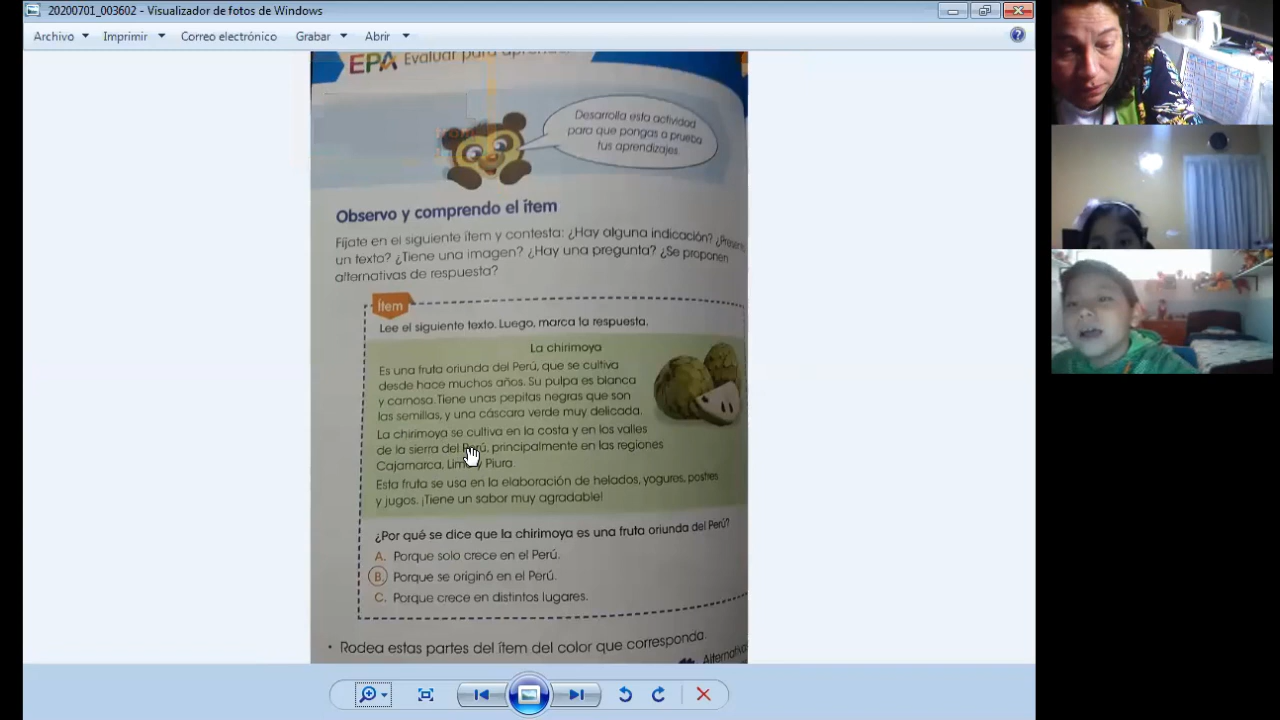 20200701_003602 - Visualizador de fotos de Windows
Archivo Imprimir Correo electrónico Grabar Abrir
EPA Evaluar para aprender
Desarrolla esta actividad
para que pongas a prueba
tus aprendizajes.
Observo y comprendo el ítem
Fíjate en el siguiente ítem y contesta: ¿Hay alguna indicación?
un texto? ¿Tiene una imagen? ¿Hay una pregunta? ¿Se proponen
alternativas de respuesta?
Ítem
Lee el siguiente texto. Luego, marca la respuesta.
La chirimoya
Es una fruta oriunda del Perú, que se cultiva
desde hace muchos años. Su pulpa es blanca
y carnosa. Tiene unas pepitas negras que son
las semillas, y una cáscara verde muy delicada.
La chirimoya se cultiva en la costa y en los valles
de la sierra del Perú, principalmente en las regiones
Cajamarca, Lima y Piura.
Esta fruta se usa en la elaboración de helados, yogures, postres
y jugos. ¡Tiene un sabor muy agradable!
¿Por qué se dice que la chirimoya es una fruta oriunda del Perú?
A. Porque solo crece en el Perú.
B. Porque se originó en el Perú.
C. Porque crece en distintos lugares.
• Rodea estas partes del ítem del color que corresponda.